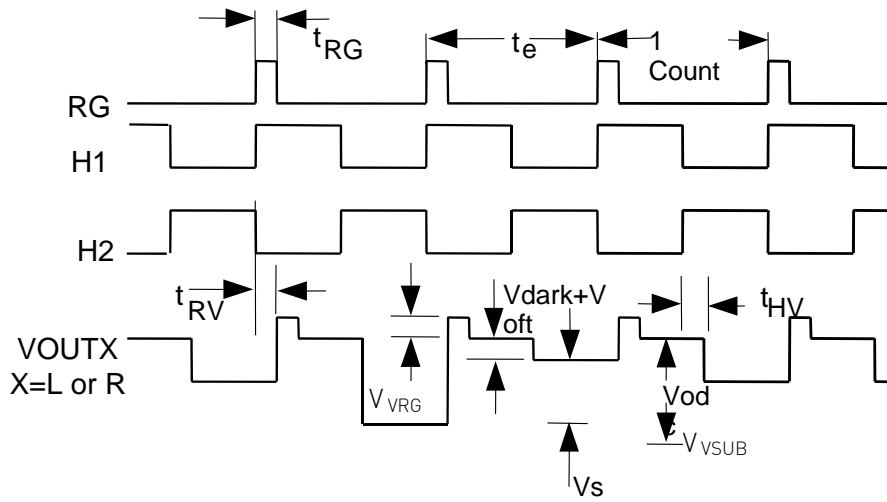 tRG
te
1
Count
RG
H1
H2
tRV
Vdark+V
oft
tHV
VOUTX
X=L or R
VVRG
Vod
c
VVSUB
Vs